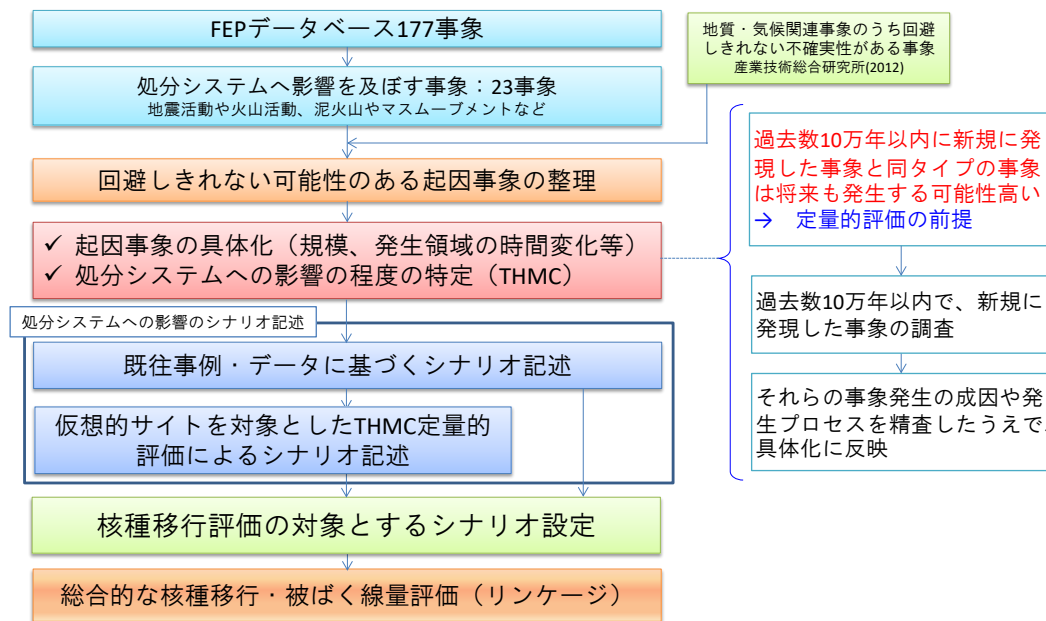 FEPデータベース177事象
地質・気候関連事象のうち回避
しきれない不確実性がある事象
産業技術総合研究所(2012)
処分システムへ影響を及ぼす事象：23事象
地震活動や火山活動、泥火山やマスムーブメントなど
回避しきれない可能性のある起因事象の整理
✓ 起因事象の具体化（規模、発生領域の時間変化等）
✓ 処分システムへの影響の程度の特定（THMC）
過去数10万年以内に新規に発
現した事象と同タイプの事象
は将来も発生する可能性高い
→ 定量的評価の前提
過去数10万年以内で、新規に
発現した事象の調査
それらの事象発生の成因や発
生プロセスを精査したうえで、
具体化に反映
処分システムへの影響のシナリオ記述
既往事例・データに基づくシナリオ記述
仮想的サイトを対象としたTHMC定量的
評価によるシナリオ記述
核種移行評価の対象とするシナリオ設定
総合的な核種移行・被ばく線量評価（リンケージ）